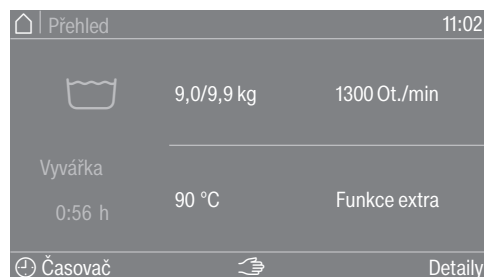 Přehled 11:02
9,0/9,9 kg 1300 Ot./min
Vyvářka
0:56 h
90 °C Funkce extra
Časovač Detaily